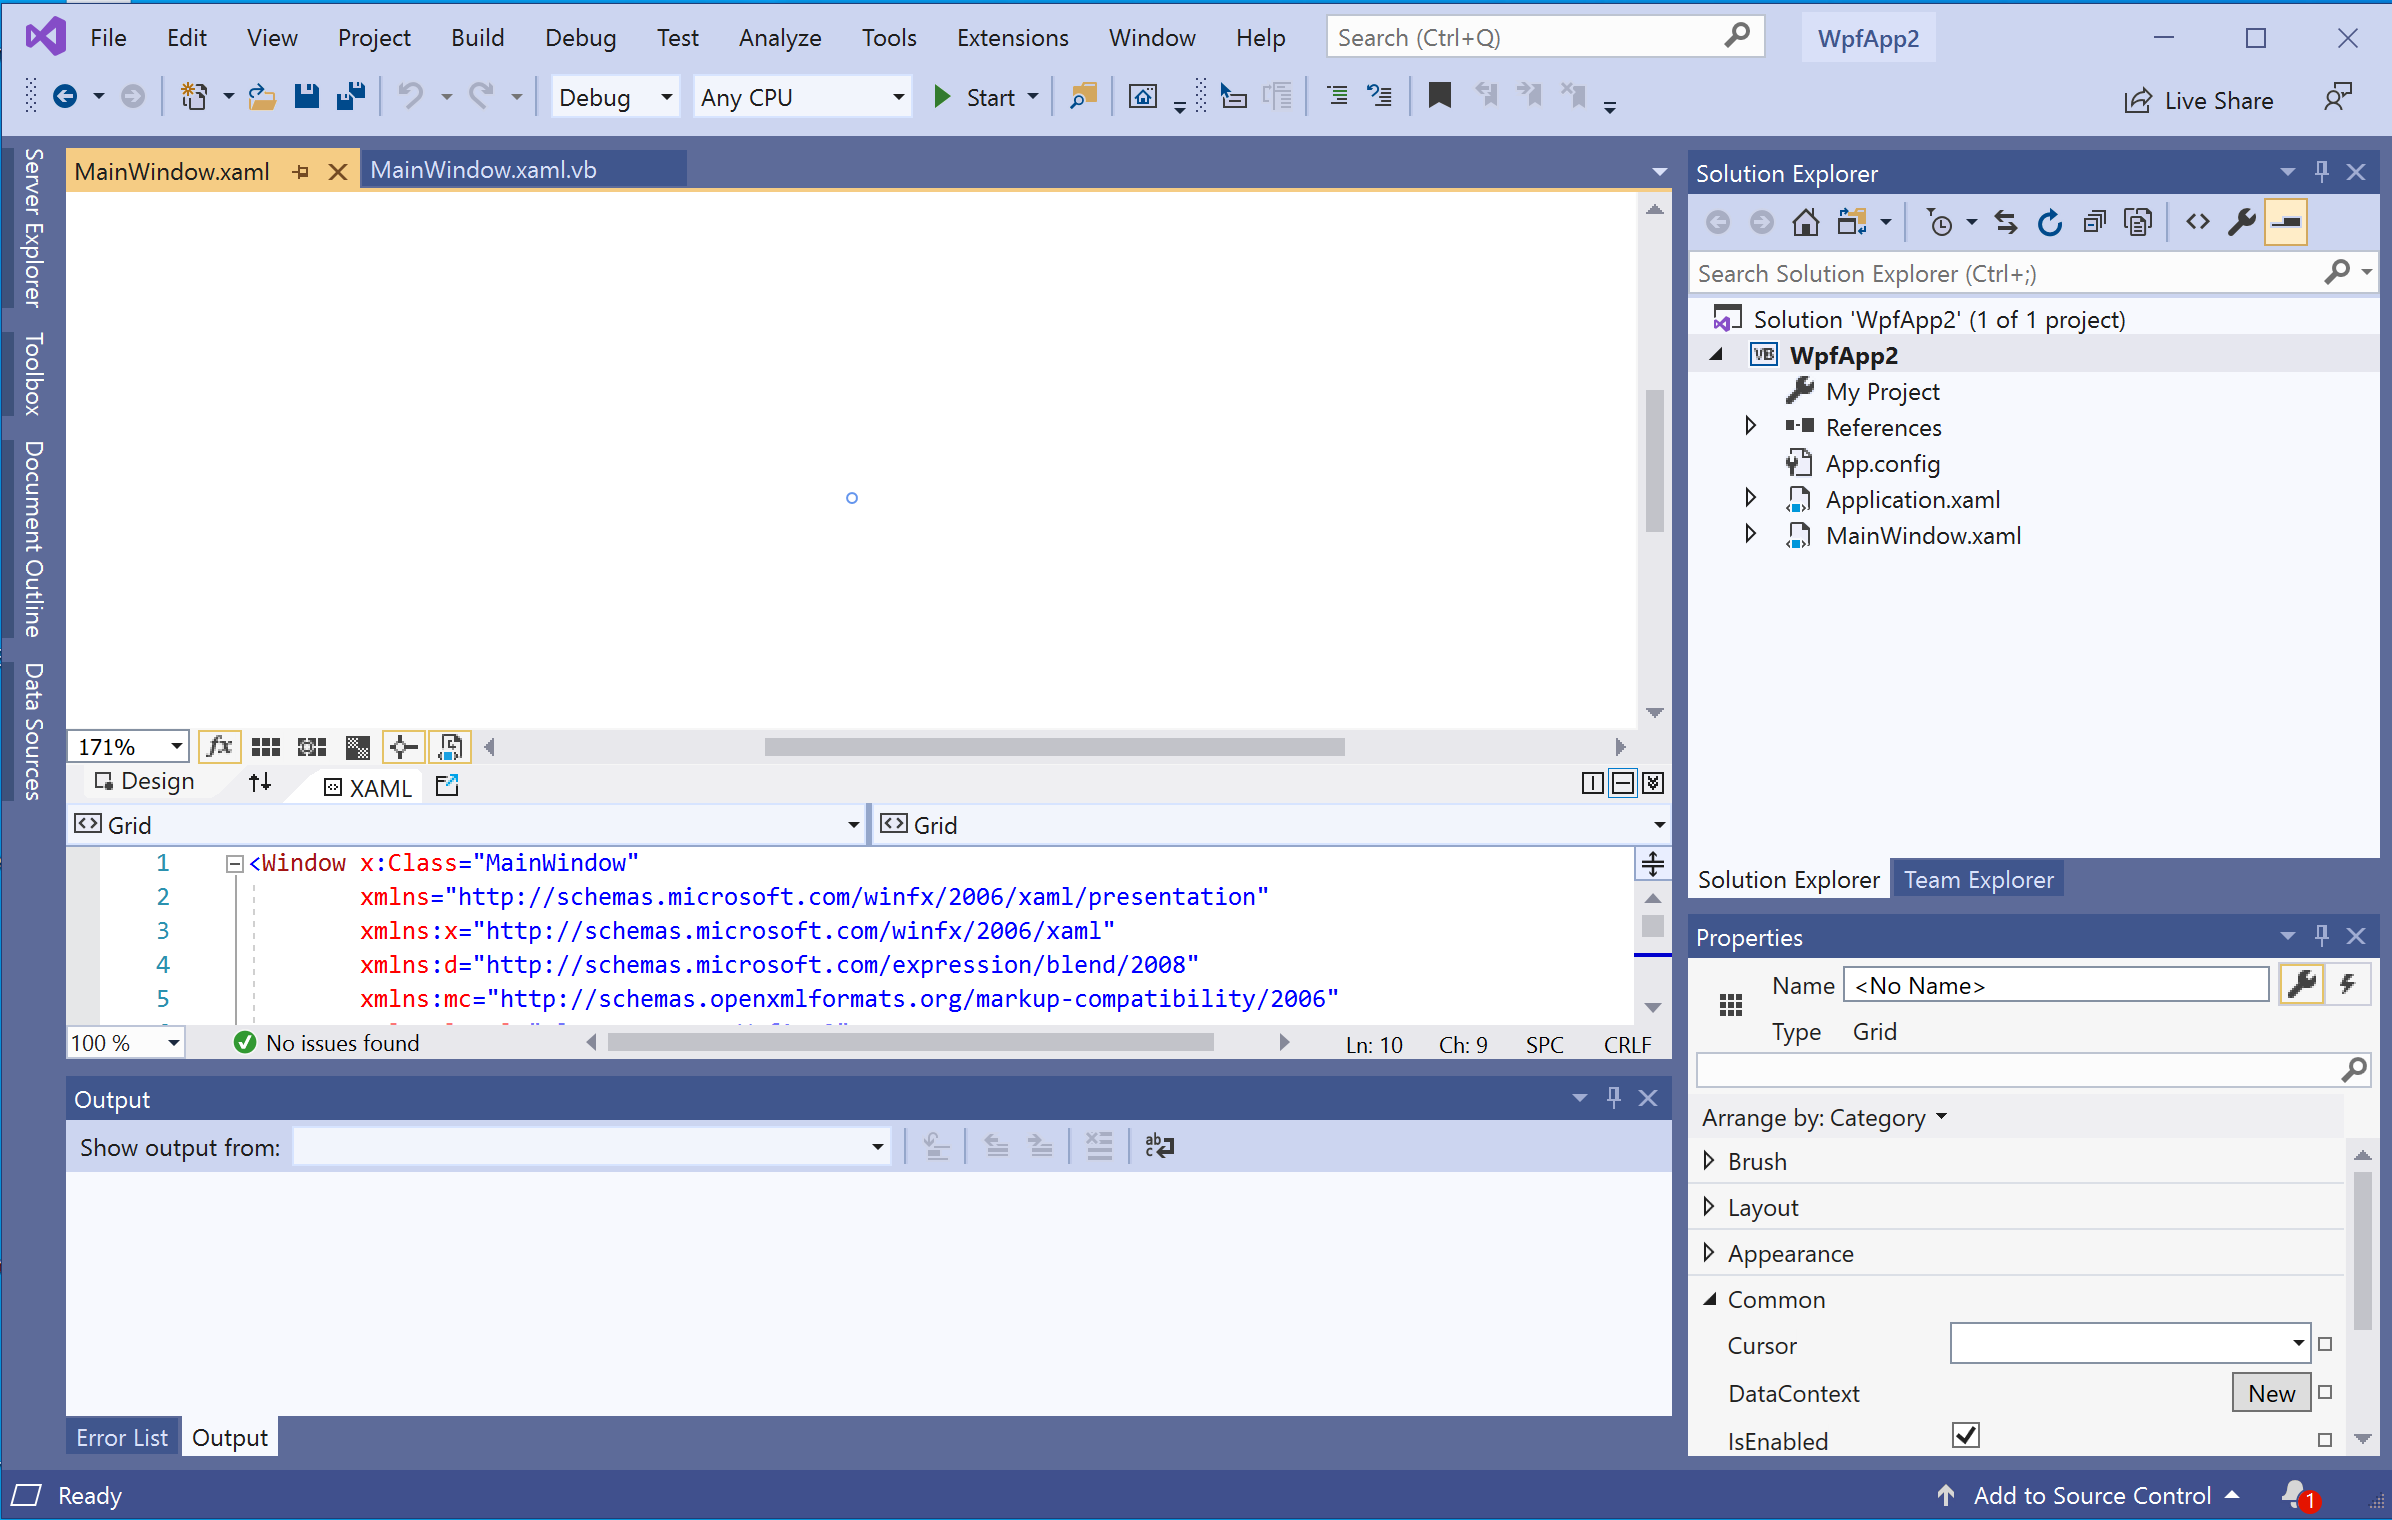 File Edit View Project Build Debug Test Analyze Tools Extensions Window Help Search (Ctrl+Q) WpfApp2
Debug Any CPU Start Live Share
Server Explorer
Toolbox
Document Outline
Data Sources
MainWindow.xaml MainWindow.xaml.vb
171%
Design XAML
Grid Grid
1 <Window x:Class="MainWindow"
2 xmlns="http://schemas.microsoft.com/winfx/2006/xaml/presentation"
3 xmlns:x="http://schemas.microsoft.com/winfx/2006/xaml"
4 xmlns:d="http://schemas.microsoft.com/expression/blend/2008"
5 xmlns:mc="http://schemas.openxmlformats.org/markup-compatibility/2006"
100 % No issues found Ln: 10 Ch: 9 SPC CRLF
Output
Show output from:
Error List Output
Solution Explorer
Search Solution Explorer (Ctrl+;)
Solution 'WpfApp2' (1 of 1 project)
WpfApp2
My Project
References
App.config
Application.xaml
MainWindow.xaml
Solution Explorer Team Explorer
Properties
Name <No Name>
Type Grid
Arrange by: Category
Brush
Layout
Appearance
Common
Cursor
DataContext New
IsEnabled
Ready Add to Source Control 1